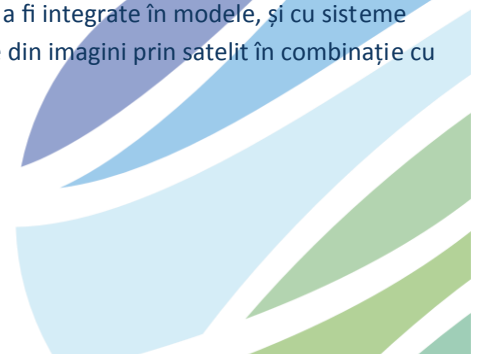 a fi integrate în modele, și cu sisteme
din imagini prin satelit în combinație cu